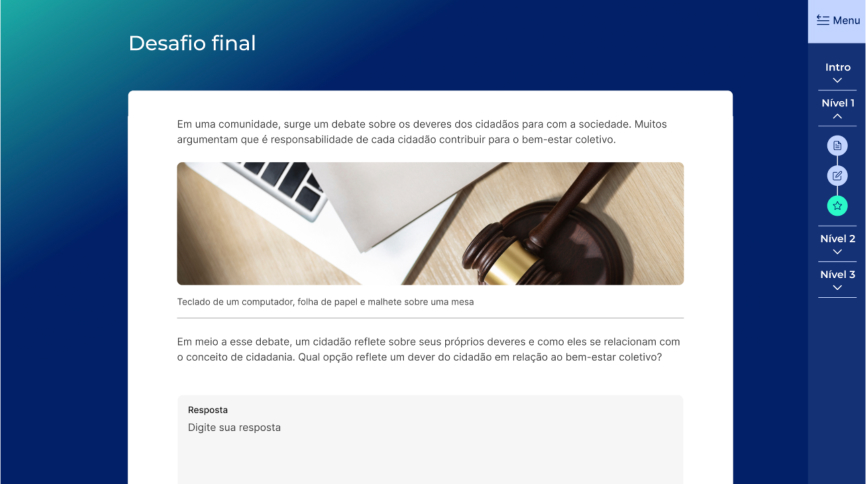 Menu
Desafio final
Intro
Nível 1
Nível 2
Nível 3
Em uma comunidade, surge um debate sobre os deveres dos cidadãos para com a sociedade. Muitos
argumentam que é responsabilidade de cada cidadão contribuir para o bem-estar coletivo.
Teclado de um computador, folha de papel e malhete sobre uma mesa
Em meio a esse debate, um cidadão reflete sobre seus próprios deveres e como eles se relacionam com
o conceito de cidadania. Qual opção reflete um dever do cidadão em relação ao bem-estar coletivo?
Resposta
Digite sua resposta